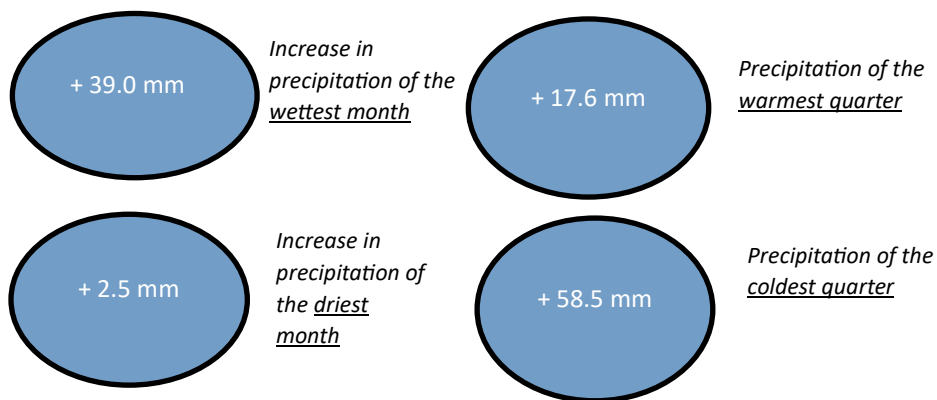 + 39.0 mm
Increase in
precipitation of the
wettest month
+ 17.6 mm
Precipitation of the
warmest quarter
+ 2.5 mm
Increase in
precipitation of
the driest
month
+ 58.5 mm
Precipitation of the
coldest quarter